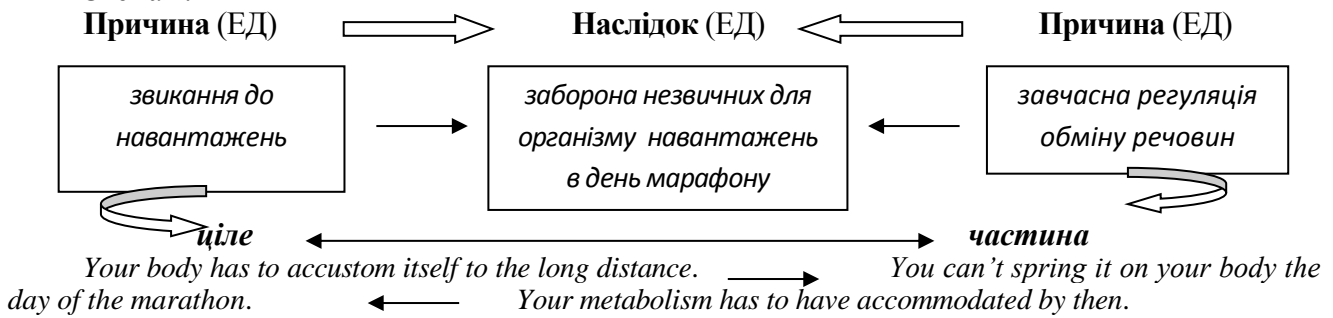 Причина (ЕД) Наслідок (ЕД) Причина (ЕД)
звикання до
навантажень
заборона незвичних для
організму навантажень
в день марафону
завчасна регуляція
обміну речовин
ціле частина
Your body has to accustom itself to the long distance. You can’t spring it on your body the
day of the marathon. Your metabolism has to have accommodated by then.